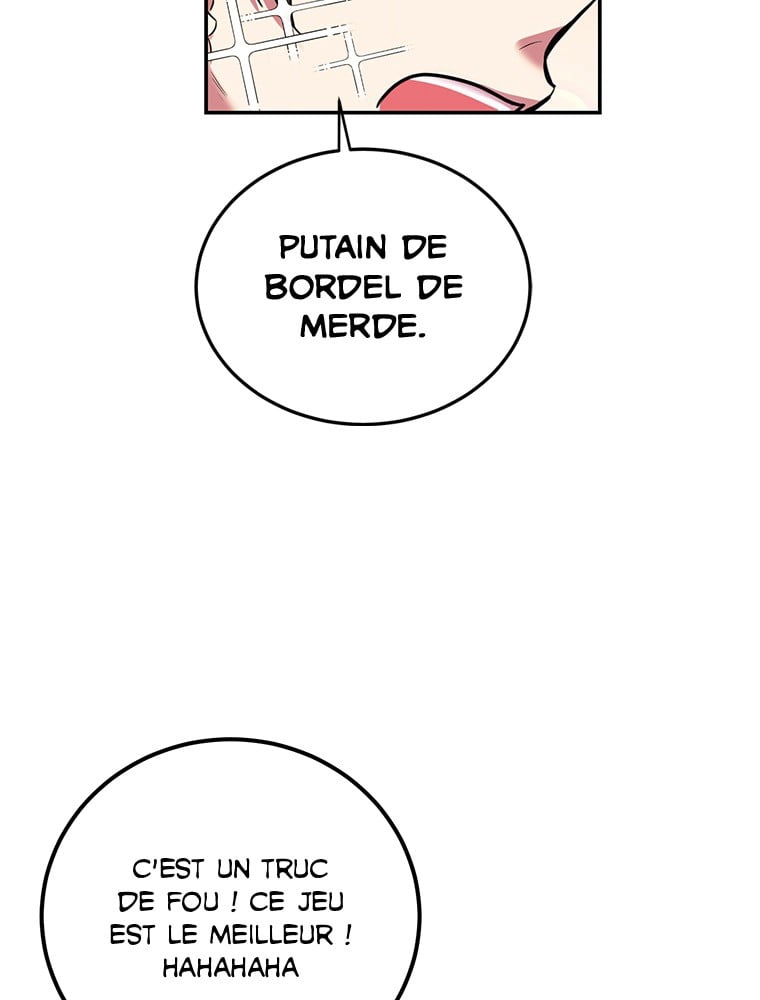 PUTAIN DE
BORDEL DE
MERDE.
C'EST UN TRUC
DE FOU ! CE JEU
EST LE MEILLEUR !
HAHAHAHA